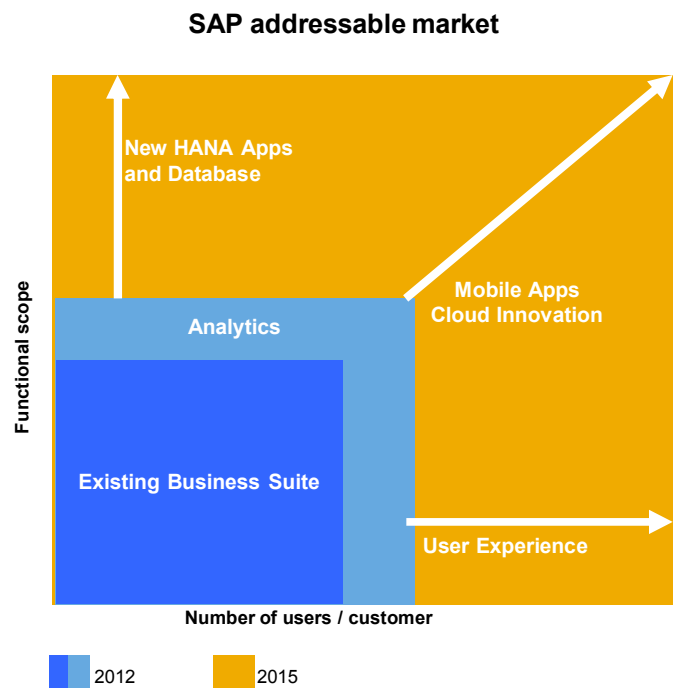 SAP addressable market
New HANA Apps
and Database
Mobile Apps
Cloud Innovation
Analytics
Existing Business Suite
User Experience
Functional scope
Number of users / customer
2012
2015